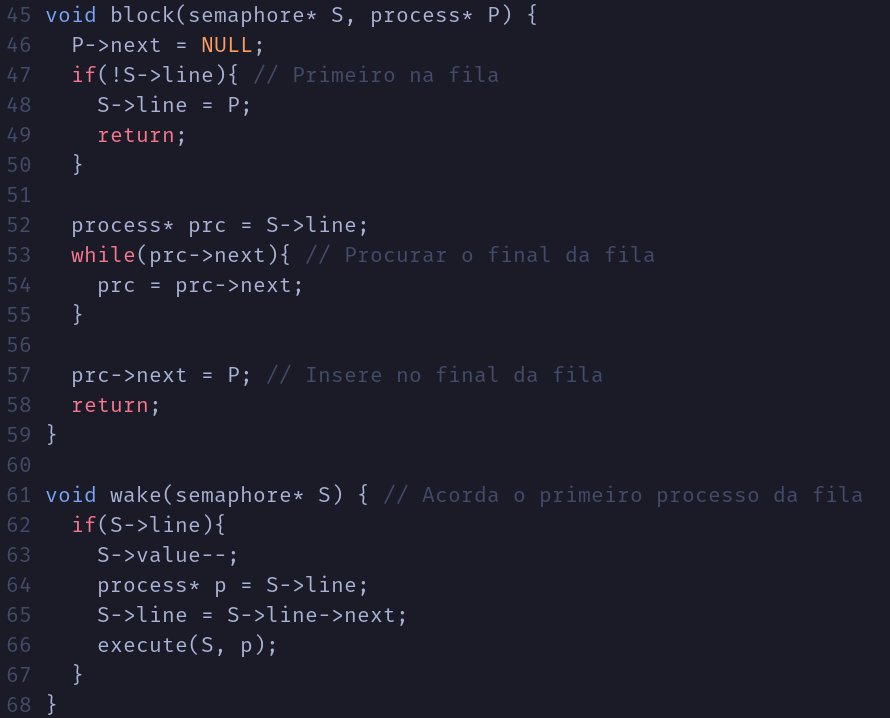 45 void block(semaphore* S, process* P) {
46   P->next = NULL;
47   if(!S->line){ // Primeiro na fila
48     S->line = P;
49     return;
50   }
51
52   process* prc = S->line;
53   while(prc->next){ // Procurar o final da fila
54     prc = prc->next;
55   }
56
57   prc->next = P; // Insere no final da fila
58   return;
59 }
60
61 void wake(semaphore* S) { // Acorda o primeiro processo da fila
62   if(S->line){
63     S->value--;
64     process* p = S->line;
65     S->line = S->line->next;
66     execute(S, p);
67   }
68 }